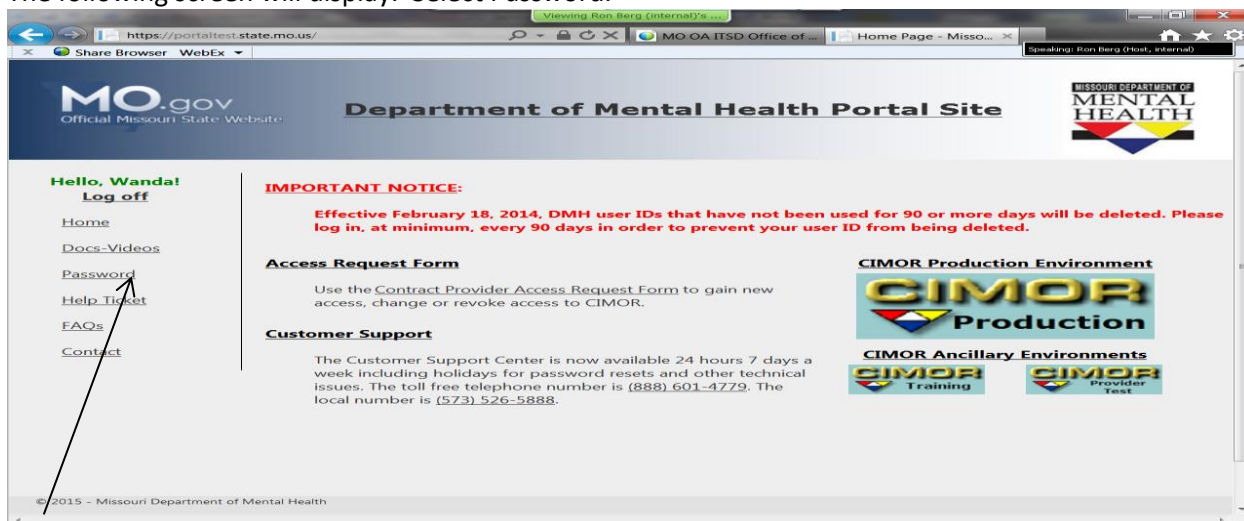 The following screen will display. Select Password.
Viewing Ron Berg (internal)'s ...
https://portaltest.state.mo.us/
MO OA ITSD Office of ...
Home Page - Misso...
Share Browser WebEx
Speaking: Ron Berg (Host, internal)
MO.gov
Official Missouri State Website
Department of Mental Health Portal Site
MISSOURI DEPARTMENT OF
MENTAL
HEALTH
Hello, Wanda!
Log off
Home
Docs-Videos
Password
Help Ticket
FAQs
Contact
IMPORTANT NOTICE:
Effective February 18, 2014, DMH user IDs that have not been used for 90 or more days will be deleted. Please
log in, at minimum, every 90 days in order to prevent your user ID from being deleted.
Access Request Form
Use the Contract Provider Access Request Form to gain new
access, change or revoke access to CIMOR.
Customer Support
The Customer Support Center is now available 24 hours 7 days a
week including holidays for password resets and other technical
issues. The toll free telephone number is (888) 601-4779. The
local number is (573) 526-5888.
CIMOR Production Environment
CIMOR
Production
CIMOR Ancillary Environments
CIMOR
Training
CIMOR
Provider
Test
© 2015 - Missouri Department of Mental Health